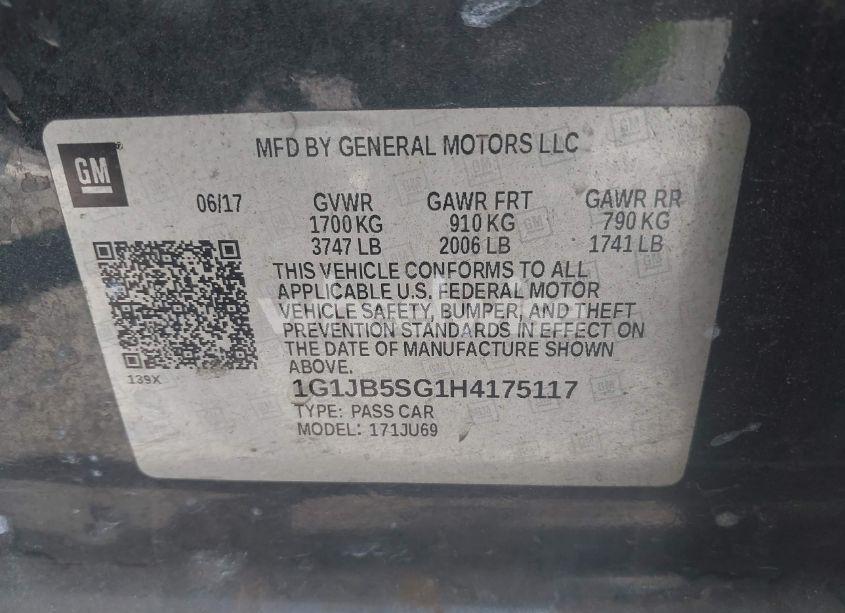 MFD BY GENERAL MOTORS LLC
GM
06/17 GVWR GAWR FRT GAWR RR
1700 KG 910 KG 790 KG
3747 LB 2006 LB 1741 LB
THIS VEHICLE CONFORMS TO ALL
APPLICABLE U.S. FEDERAL MOTOR
VEHICLE SAFETY, BUMPER, AND THEFT
PREVENTION STANDARDS IN EFFECT ON
THE DATE OF MANUFACTURE SHOWN
ABOVE.
139X
1G1JB5SG1H4175117
TYPE: PASS CAR
MODEL: 171JU69